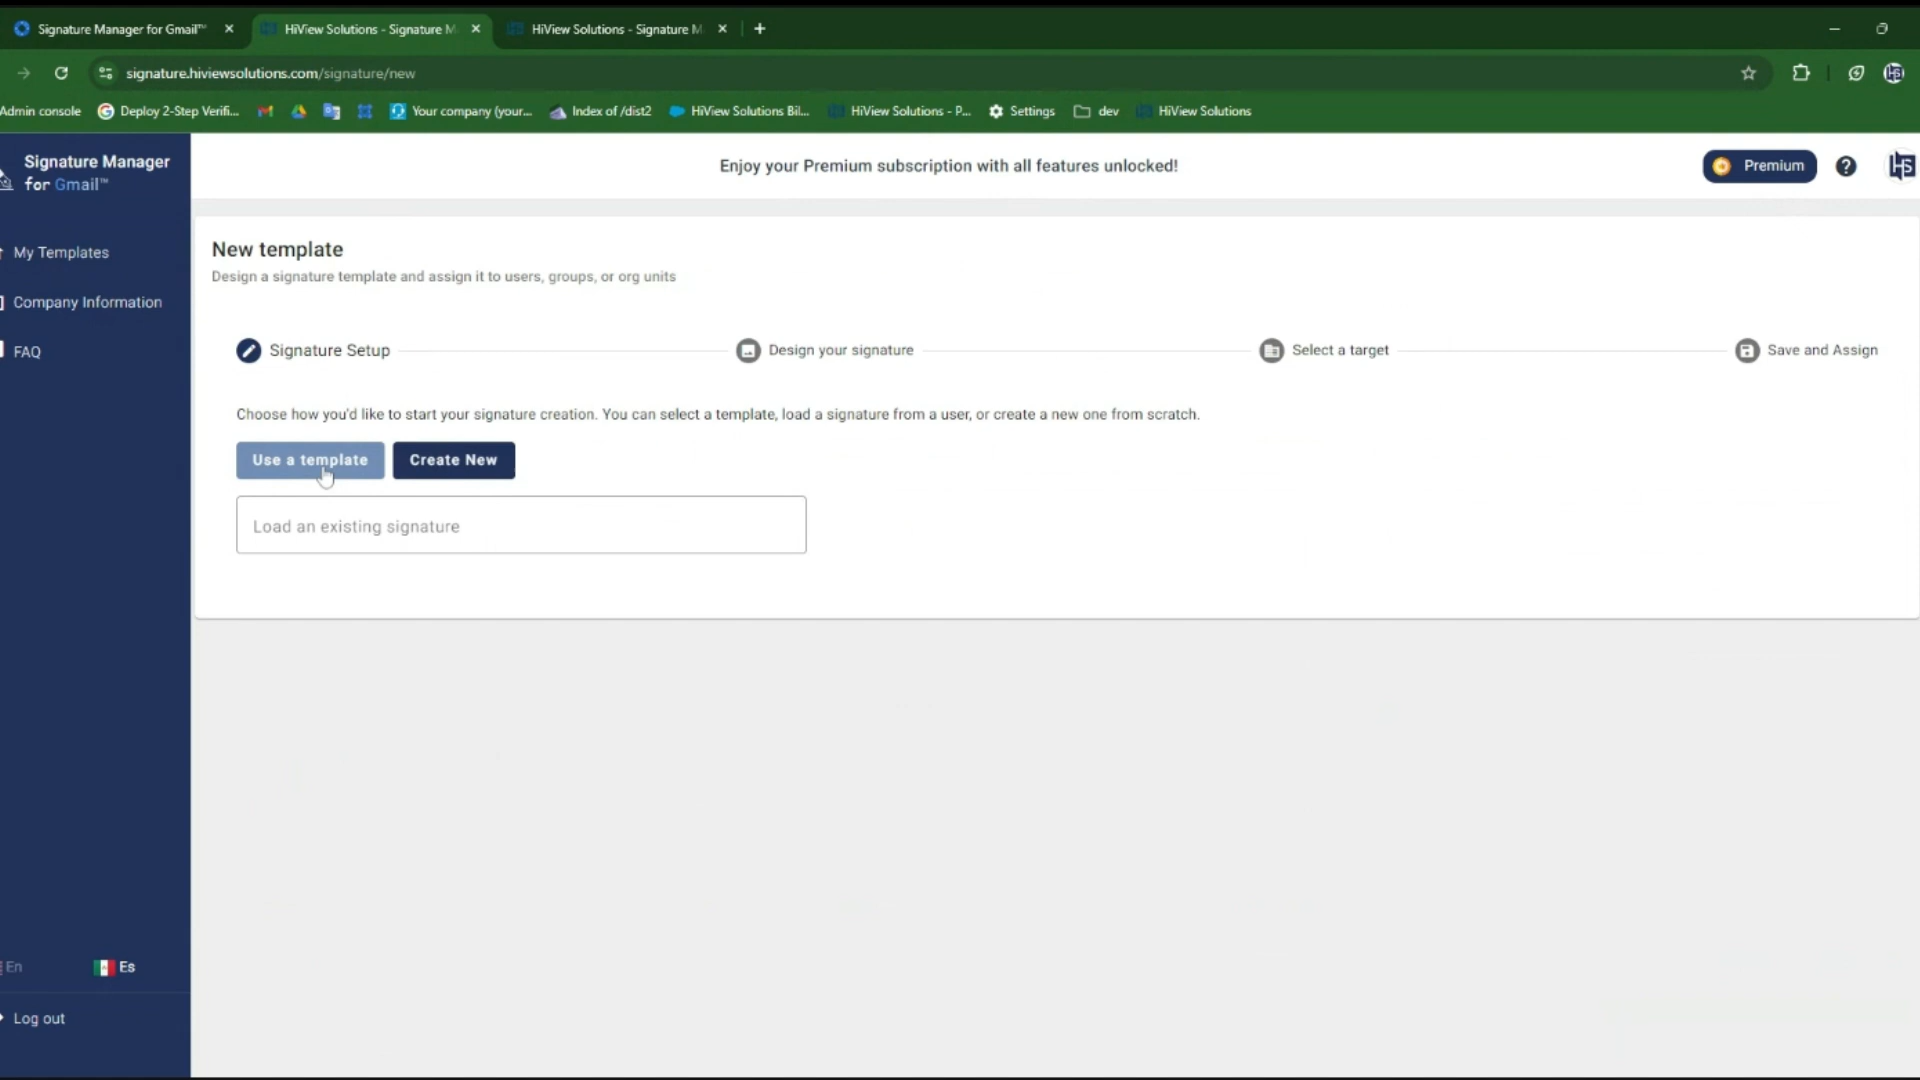 Signature Manager for Gmail™
HiView Solutions - Signature M
HiView Solutions - Signature M
signature.hiviewsolutions.com/signature/new
Admin console
Deploy 2-Step Verifi...
Your company (your...
Index of /dist2
HiView Solutions Bil...
HiView Solutions - P...
Settings
dev
HiView Solutions
Signature Manager
for Gmail™
Enjoy your Premium subscription with all features unlocked!
Premium
?
HS
My Templates
Company Information
FAQ
New template
Design a signature template and assign it to users, groups, or org units
Signature Setup
Design your signature
Select a target
Save and Assign
Choose how you'd like to start your signature creation. You can select a template, load a signature from a user, or create a new one from scratch.
Use a template
Create New
Load an existing signature
En
Es
Log out